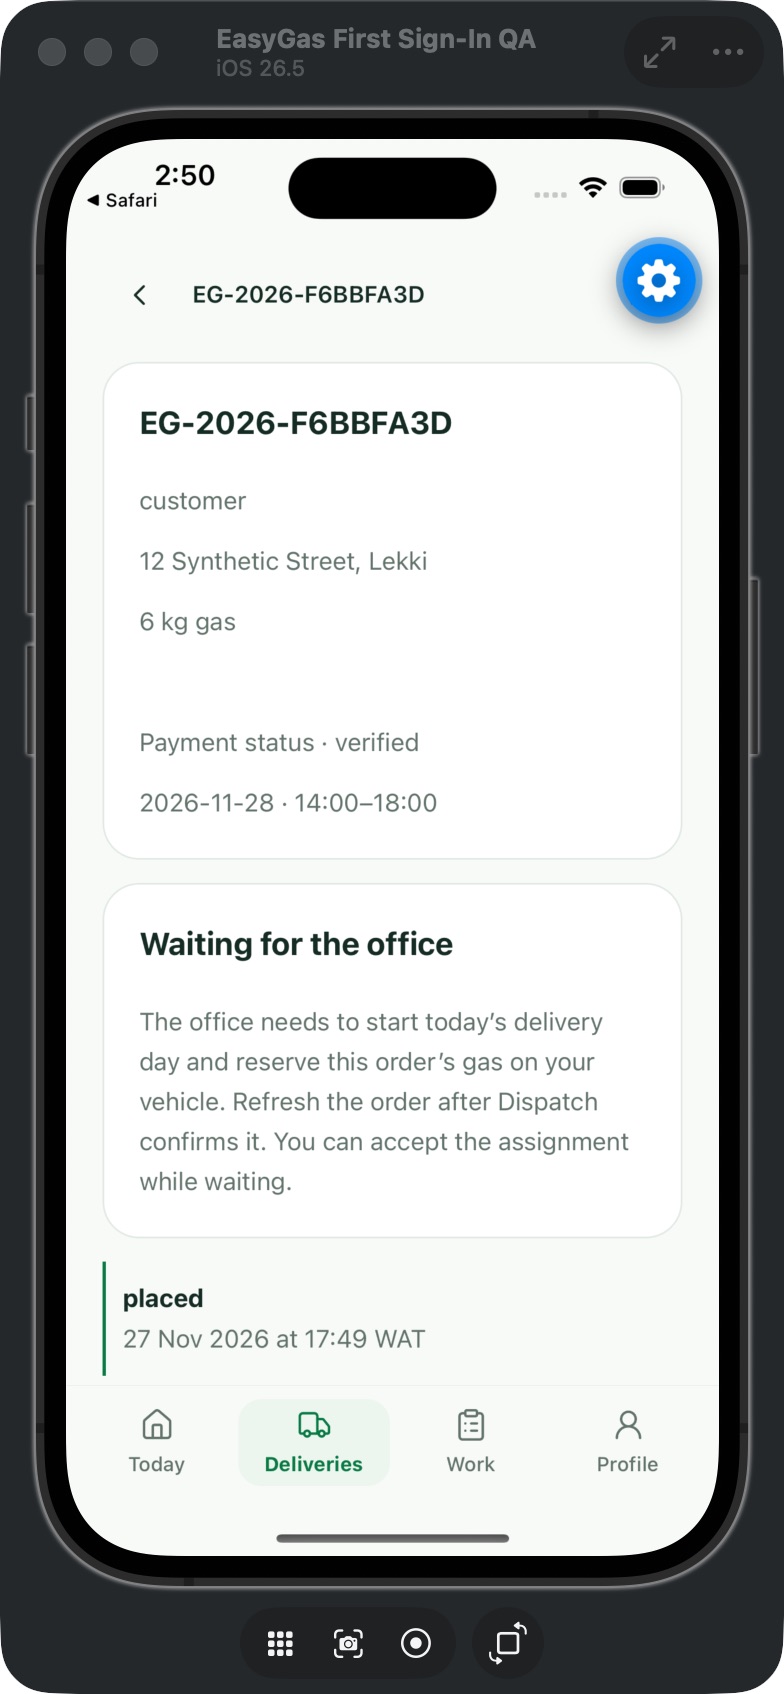 EasyGas First Sign-In QA
iOS 26.5
2:50
◀ Safari
EG-2026-F6BBFA3D
EG-2026-F6BBFA3D
customer
12 Synthetic Street, Lekki
6 kg gas
Payment status · verified
2026-11-28 · 14:00–18:00
Waiting for the office
The office needs to start today’s delivery
day and reserve this order’s gas on your
vehicle. Refresh the order after Dispatch
confirms it. You can accept the assignment
while waiting.
placed
27 Nov 2026 at 17:49 WAT
Today
Deliveries
Work
Profile